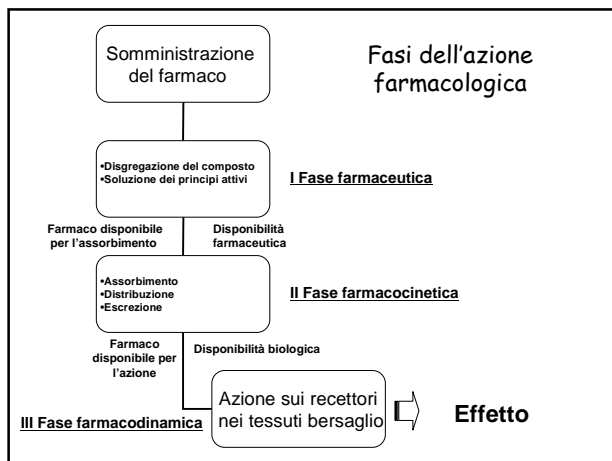 Somministrazione
del farmaco
Fasi dell'azione
farmacologica
•Disgregazione del composto
•Soluzione dei principi attivi
I Fase farmaceutica
Farmaco disponibile
per l'assorbimento
Disponibilità
farmaceutica
•Assorbimento
•Distribuzione
•Escrezione
II Fase farmacocinetica
Farmaco
disponibile per
l'azione
Disponibilità biologica
III Fase farmacodinamica
Azione sui recettori
nei tessuti bersaglio
Effetto